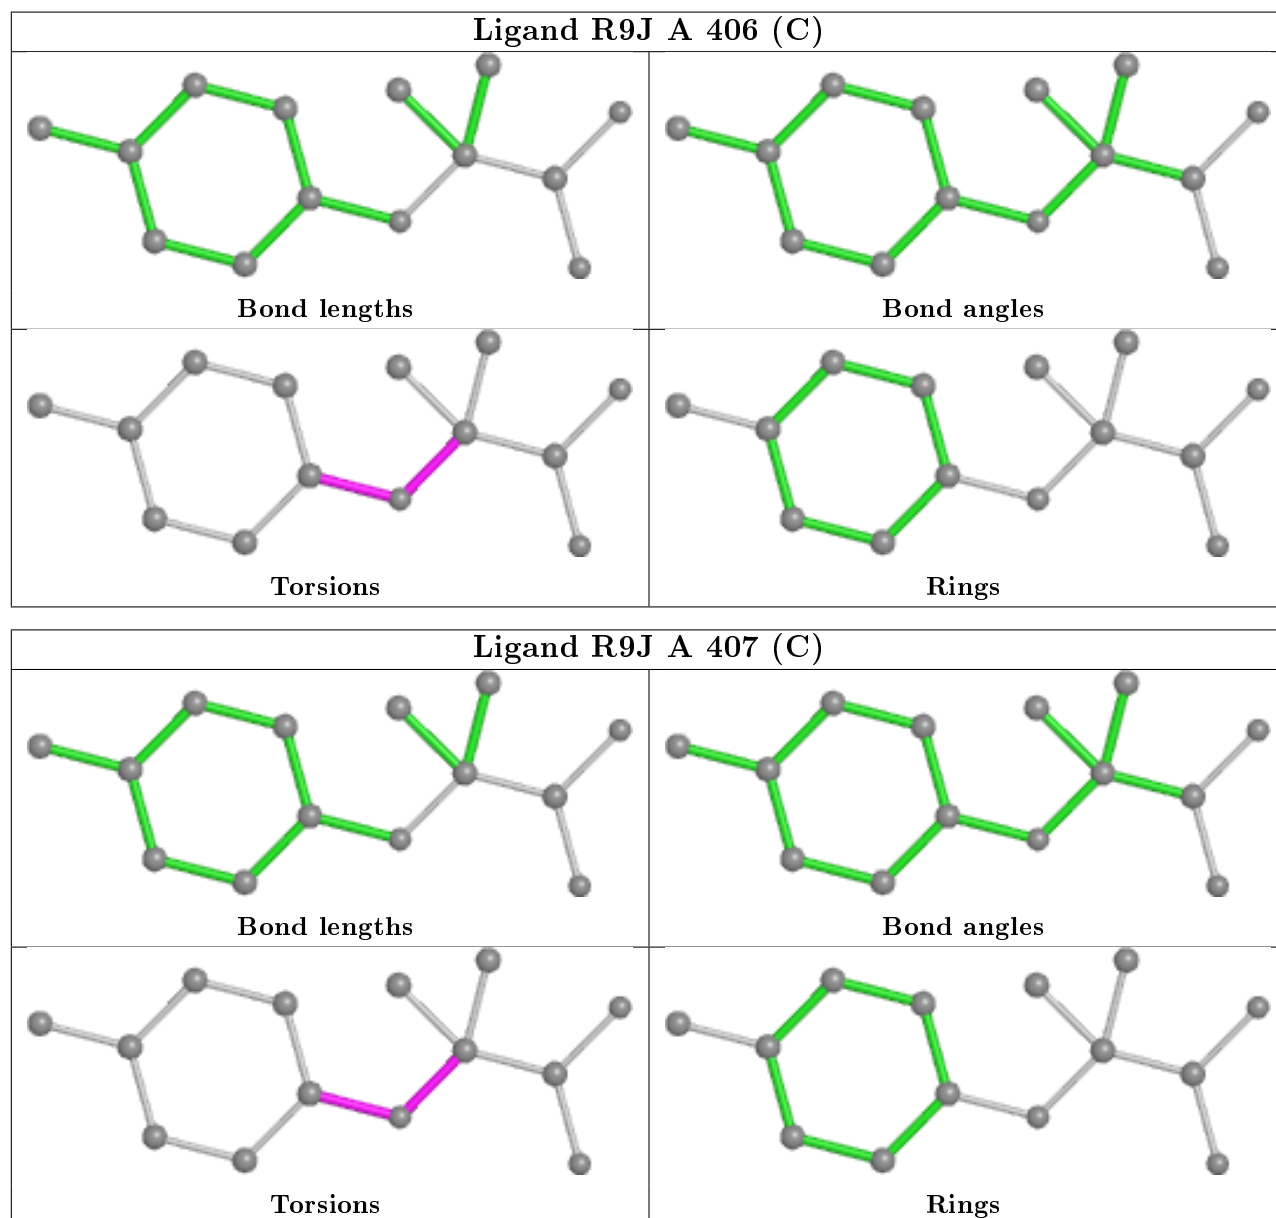 Ligand R9J A 406 (C)
Bond lengths
Bond angles
Torsions
Rings
Ligand R9J A 407 (C)
Bond lengths
Bond angles
Torsions
Rings